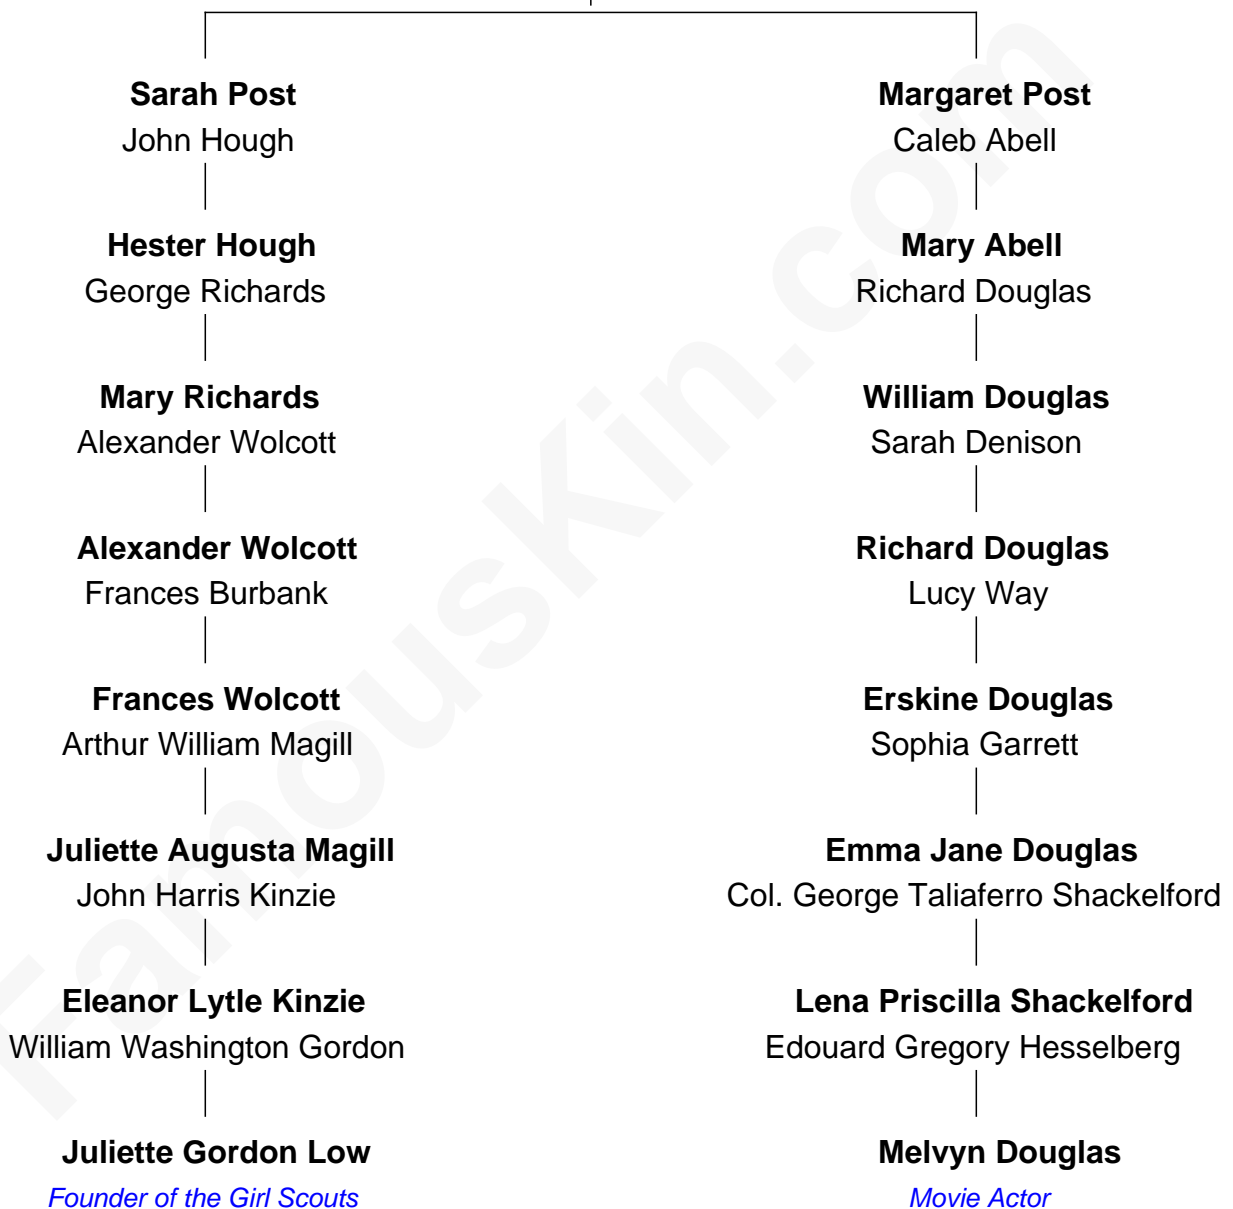 Sarah Post
John Hough
Hester Hough
George Richards
Mary Richards
Alexander Wolcott
Alexander Wolcott
Frances Burbank
Frances Wolcott
Arthur William Magill
Juliette Augusta Magill
John Harris Kinzie
Eleanor Lytle Kinzie
William Washington Gordon
Juliette Gordon Low
Founder of the Girl Scouts
Margaret Post
Caleb Abell
Mary Abell
Richard Douglas
William Douglas
Sarah Denison
Richard Douglas
Lucy Way
Erskine Douglas
Sophia Garrett
Emma Jane Douglas
Col. George Taliaferro Shackelford
Lena Priscilla Shackelford
Edouard Gregory Hesselberg
Melvyn Douglas
Movie Actor
FamousKin.com